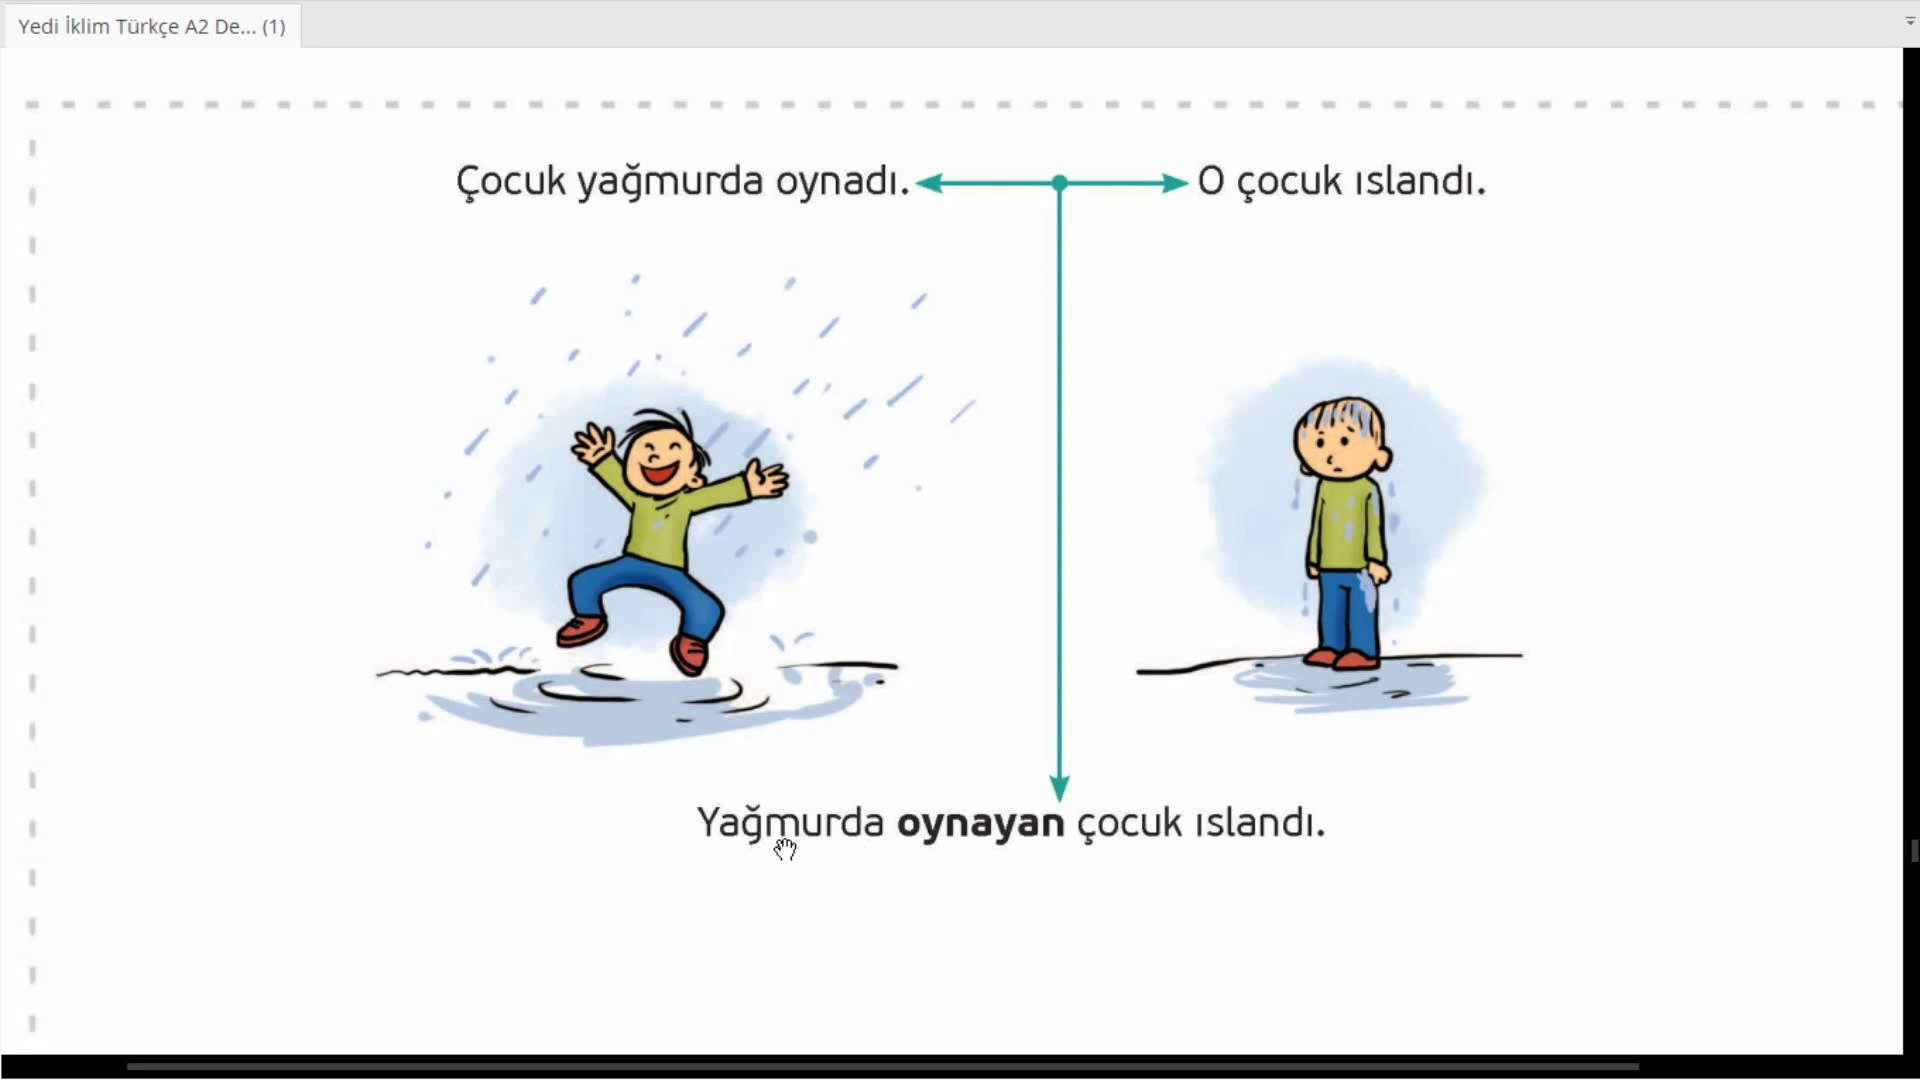 Yedi İklim Türkçe A2 De... (1)
Çocuk yağmurda oynadı.
O çocuk ıslandı.
Yağmurda oynayan çocuk ıslandı.